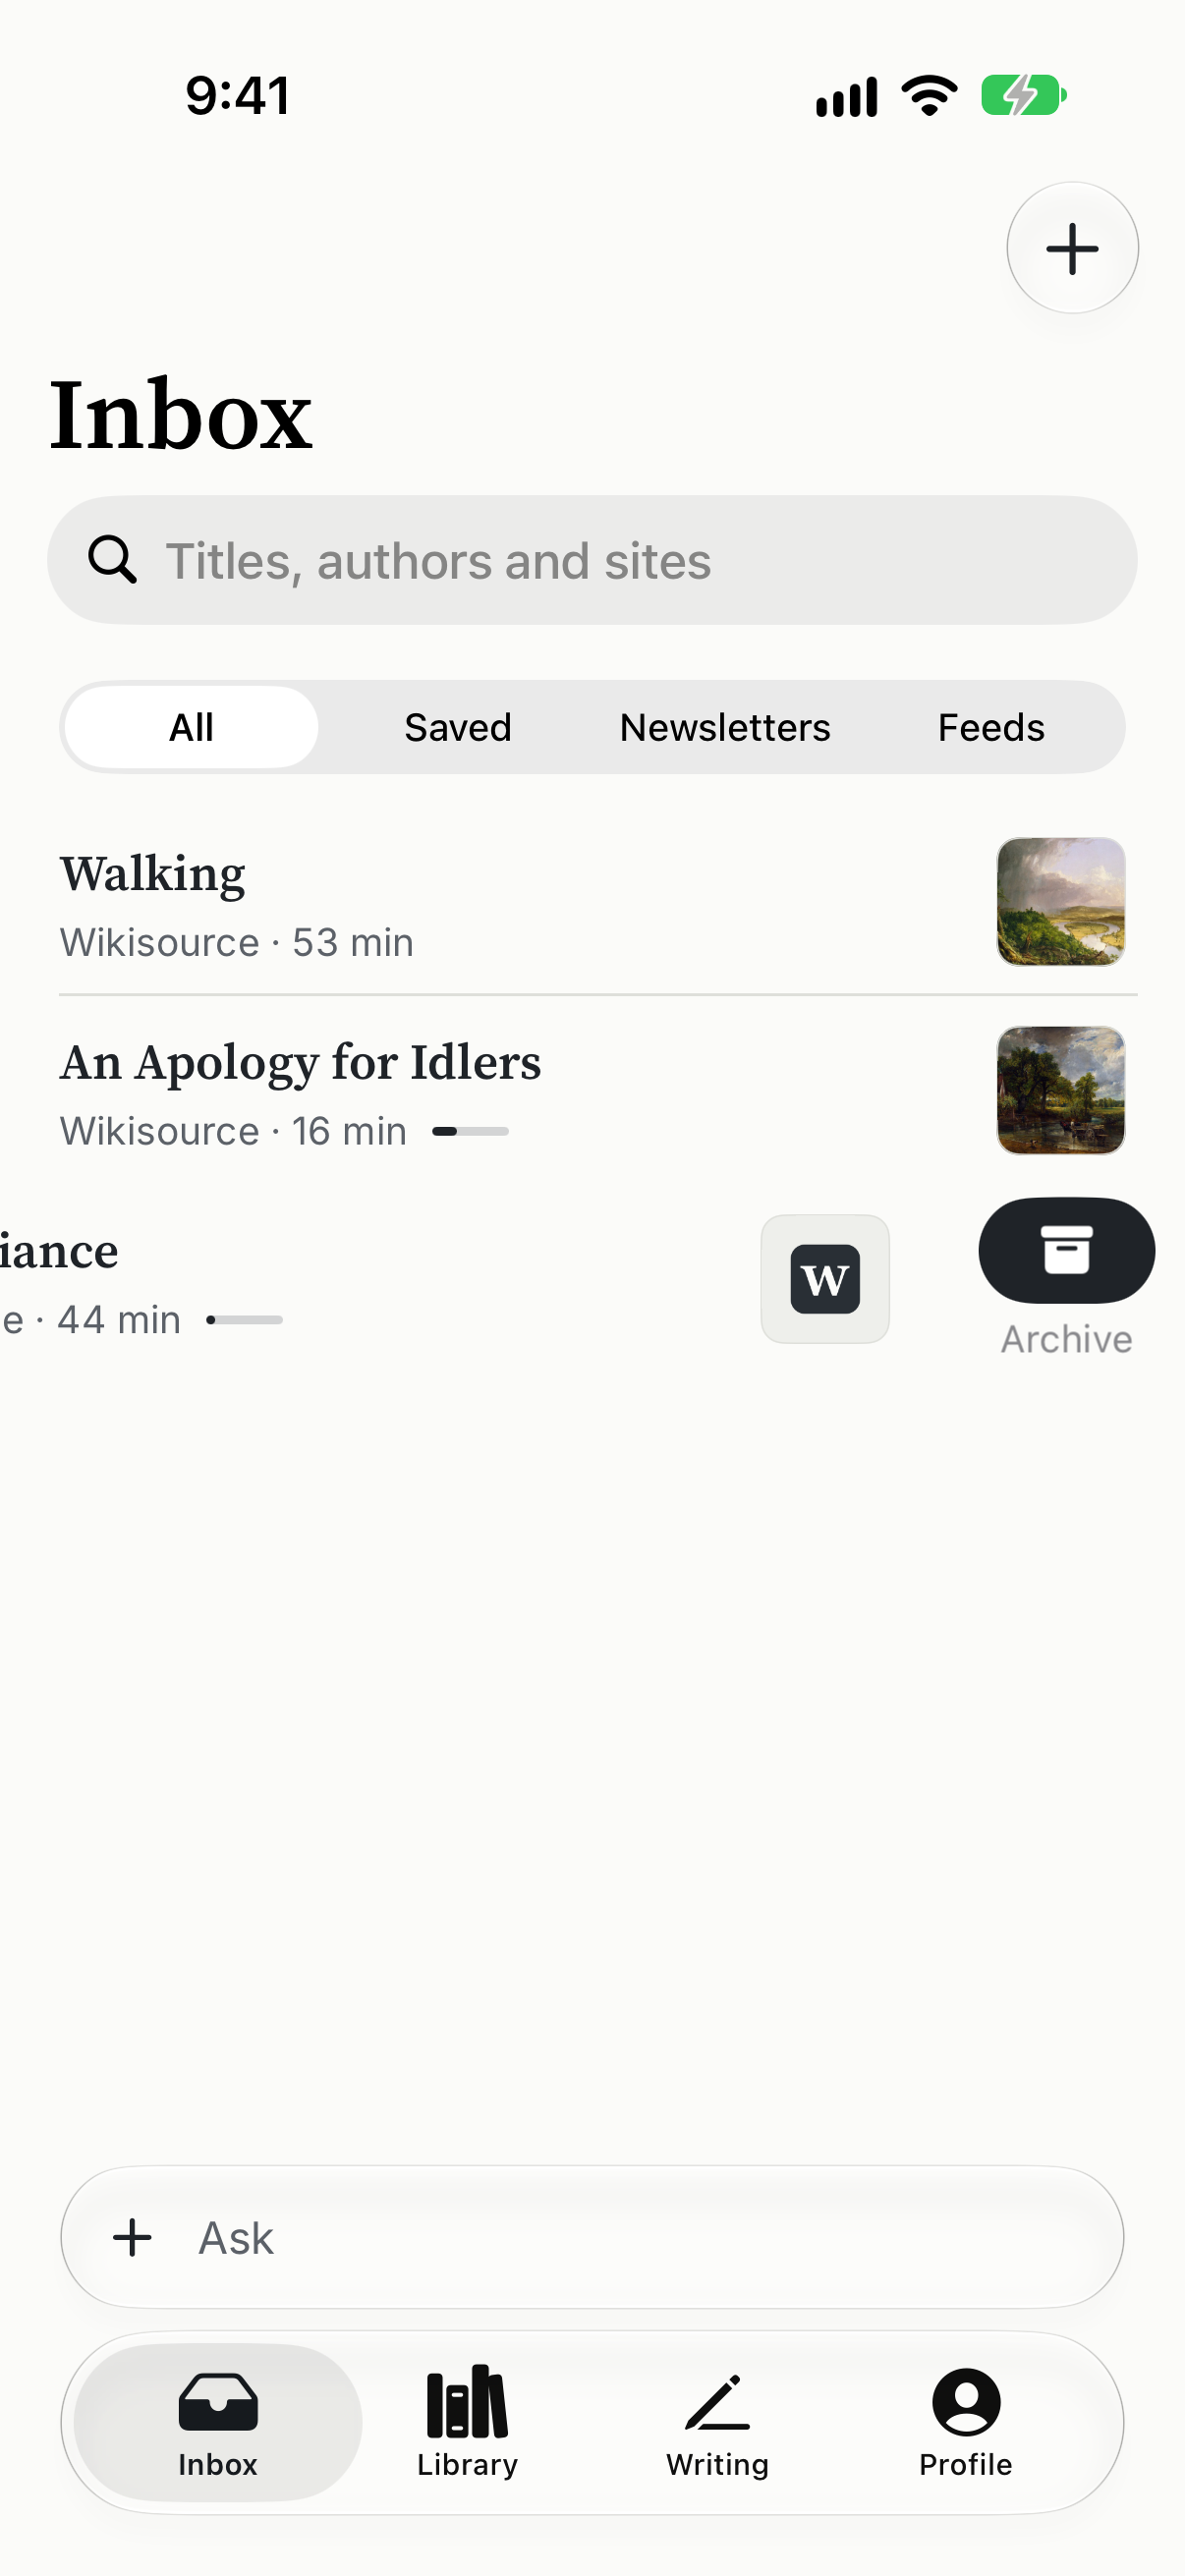 9:41
Inbox
Titles, authors and sites
All Saved Newsletters Feeds
Walking
Wikisource · 53 min
An Apology for Idlers
Wikisource · 16 min
iance
e · 44 min
W
Archive
Ask
Inbox Library Writing Profile